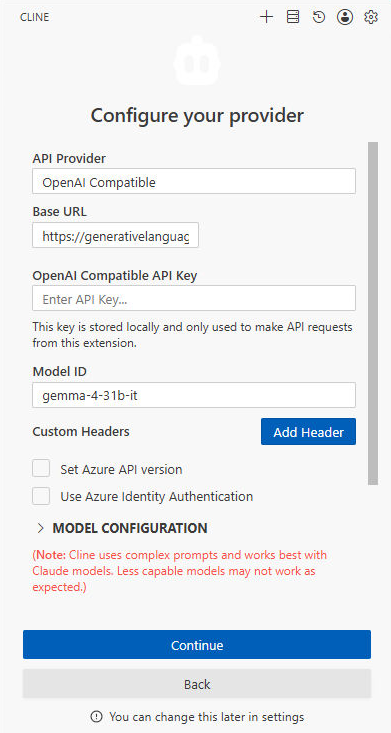 CLINE
Configure your provider
API Provider
OpenAI Compatible
Base URL
https://generativelanguag
OpenAI Compatible API Key
Enter API Key...
This key is stored locally and only used to make API requests
from this extension.
Model ID
gemma-4-31b-it
Custom Headers
Add Header
Set Azure API version
Use Azure Identity Authentication
MODEL CONFIGURATION
(Note: Cline uses complex prompts and works best with
Claude models. Less capable models may not work as
expected.)
Continue
Back
You can change this later in settings